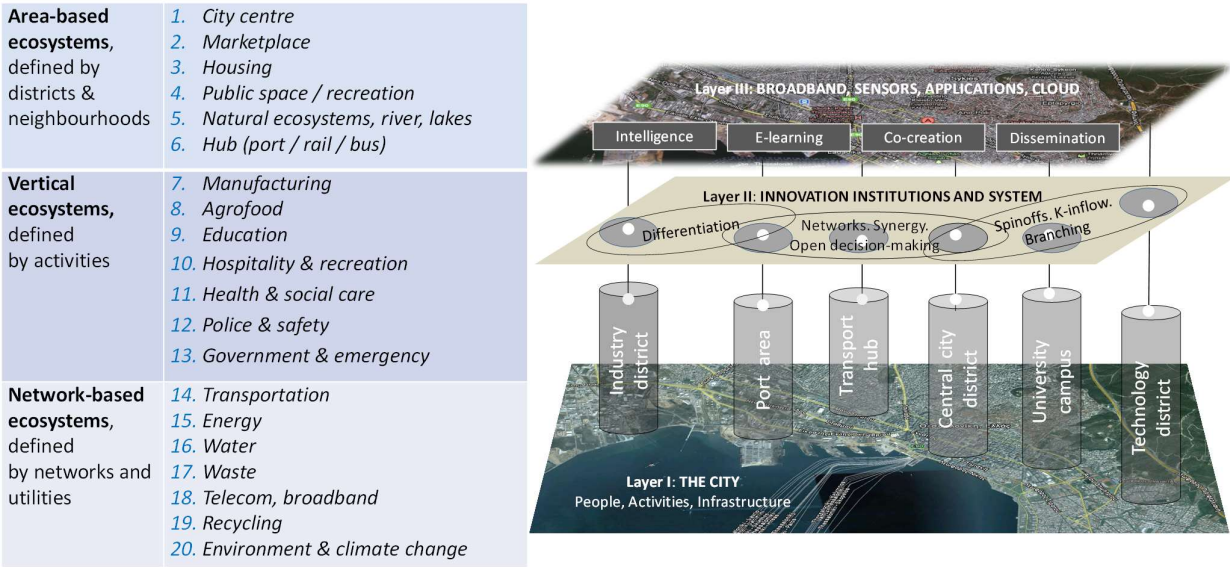 Area-based
ecosystems,
defined by
districts &
neighbourhoods
1. City centre
2. Marketplace
3. Housing
4. Public space / recreation
5. Natural ecosystems, river, lakes
6. Hub (port / rail / bus)
Vertical
ecosystems,
defined
by activities
7. Manufacturing
8. Agrofood
9. Education
10. Hospitality & recreation
11. Health & social care
12. Police & safety
13. Government & emergency
Network-based
ecosystems,
defined
by networks and
utilities
14. Transportation
15. Energy
16. Water
17. Waste
18. Telecom, broadband
19. Recycling
20. Environment & climate change
Layer III: BROADBAND, SENSORS, APPLICATIONS, CLOUD
Intelligence
E-learning
Co-creation
Dissemination
Layer II: INNOVATION INSTITUTIONS AND SYSTEM
Differentiation
Networks. Synergy.
Open decision-making
Spinoffs. K-inflow.
Branching
Industry
district
Port area
Transport
hub
Central city
district
University
campus
Technology
district
Layer I: THE CITY
People, Activities, Infrastructure